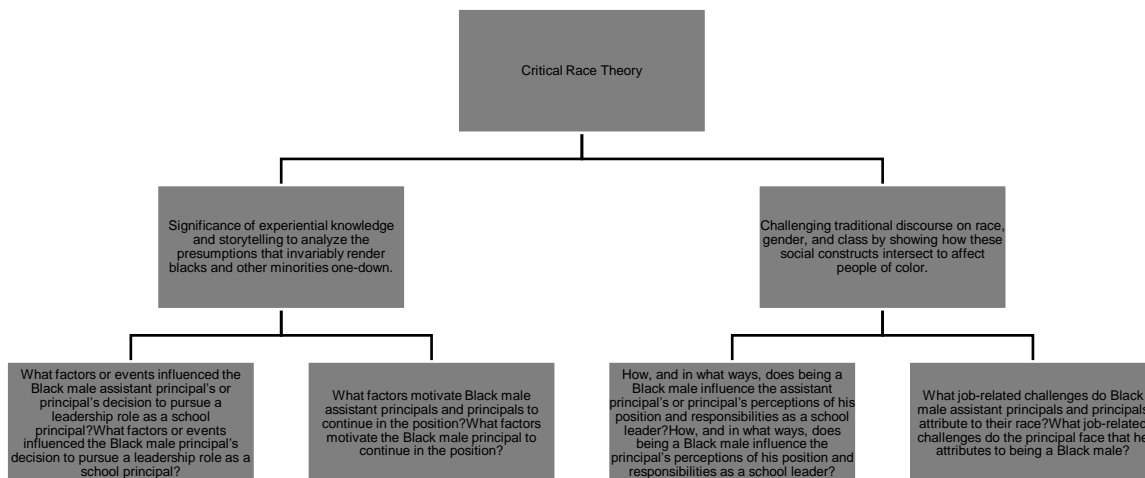 Critical Race Theory
Significance of experiential knowledge
and storytelling to analyze the
presumptions that invariably render
blacks and other minorities one-down.
Challenging traditional discourse on race,
gender, and class by showing how these
social constructs intersect to affect
people of color.
What factors or events influenced the
Black male assistant principal's or
principal's decision to pursue a
leadership role as a school
principal?What factors or events
influenced the Black male principal's
decision to pursue a leadership role as a
school principal?
What factors motivate Black male
assistant principals and principals to
continue in the position?What factors
motivate the Black male principal to
continue in the position?
How, and in what ways, does being a
Black male influence the assistant
principal's or principal's perceptions of his
position and responsibilities as a school
leader?How, and in what ways, does
being a Black male influence the
principal's perceptions of his position and
responsibilities as a school leader?
What job-related challenges do Black
male assistant principals and principals
attribute to their race?What job-related
challenges do the principal face that he
attributes to being a Black male?